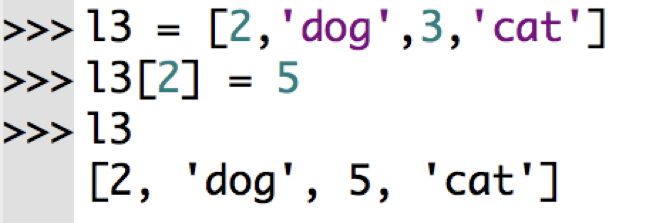 >>> l3 = [2,'dog',3,'cat']
>>> l3[2] = 5
>>> l3
[2, 'dog', 5, 'cat']